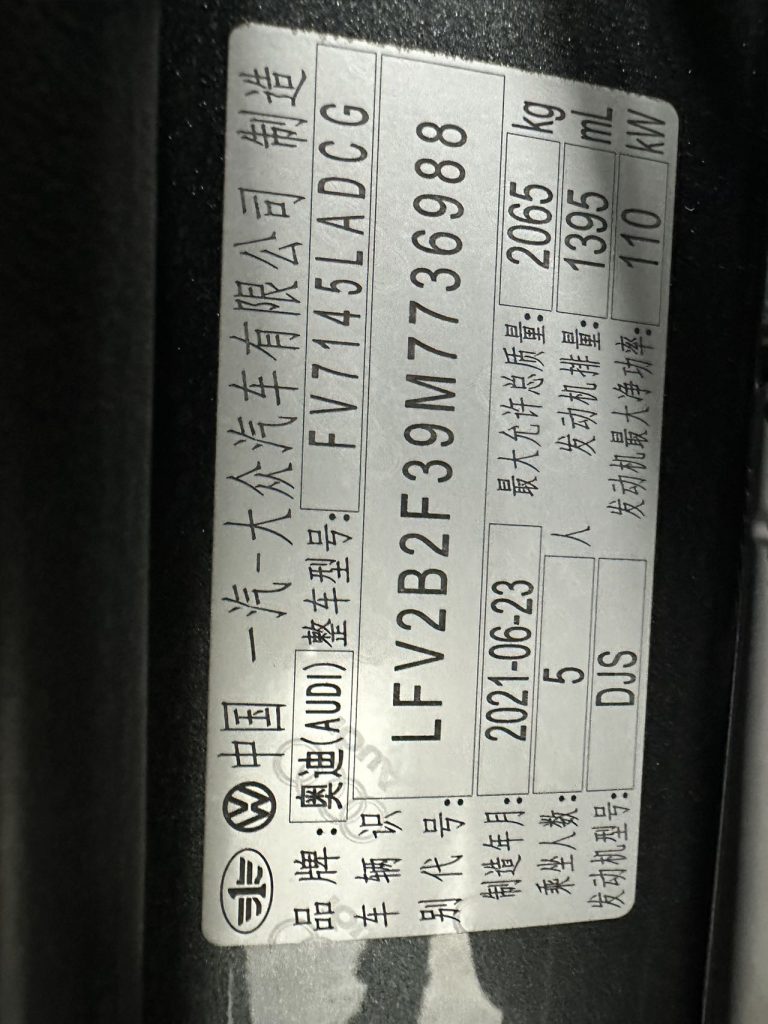 中国 一汽-大众汽车有限公司 制造
品牌: 奥迪(AUDI) 整车型号: FV7145LADCG
车辆识别代号: LFV2B2F39M7736988
制造年月: 2021-06-23 最大允许总质量: 2065 kg
乘坐人数: 5 人 发动机排量: 1395 mL
发动机型号: DJS 发动机最大净功率: 110 kW